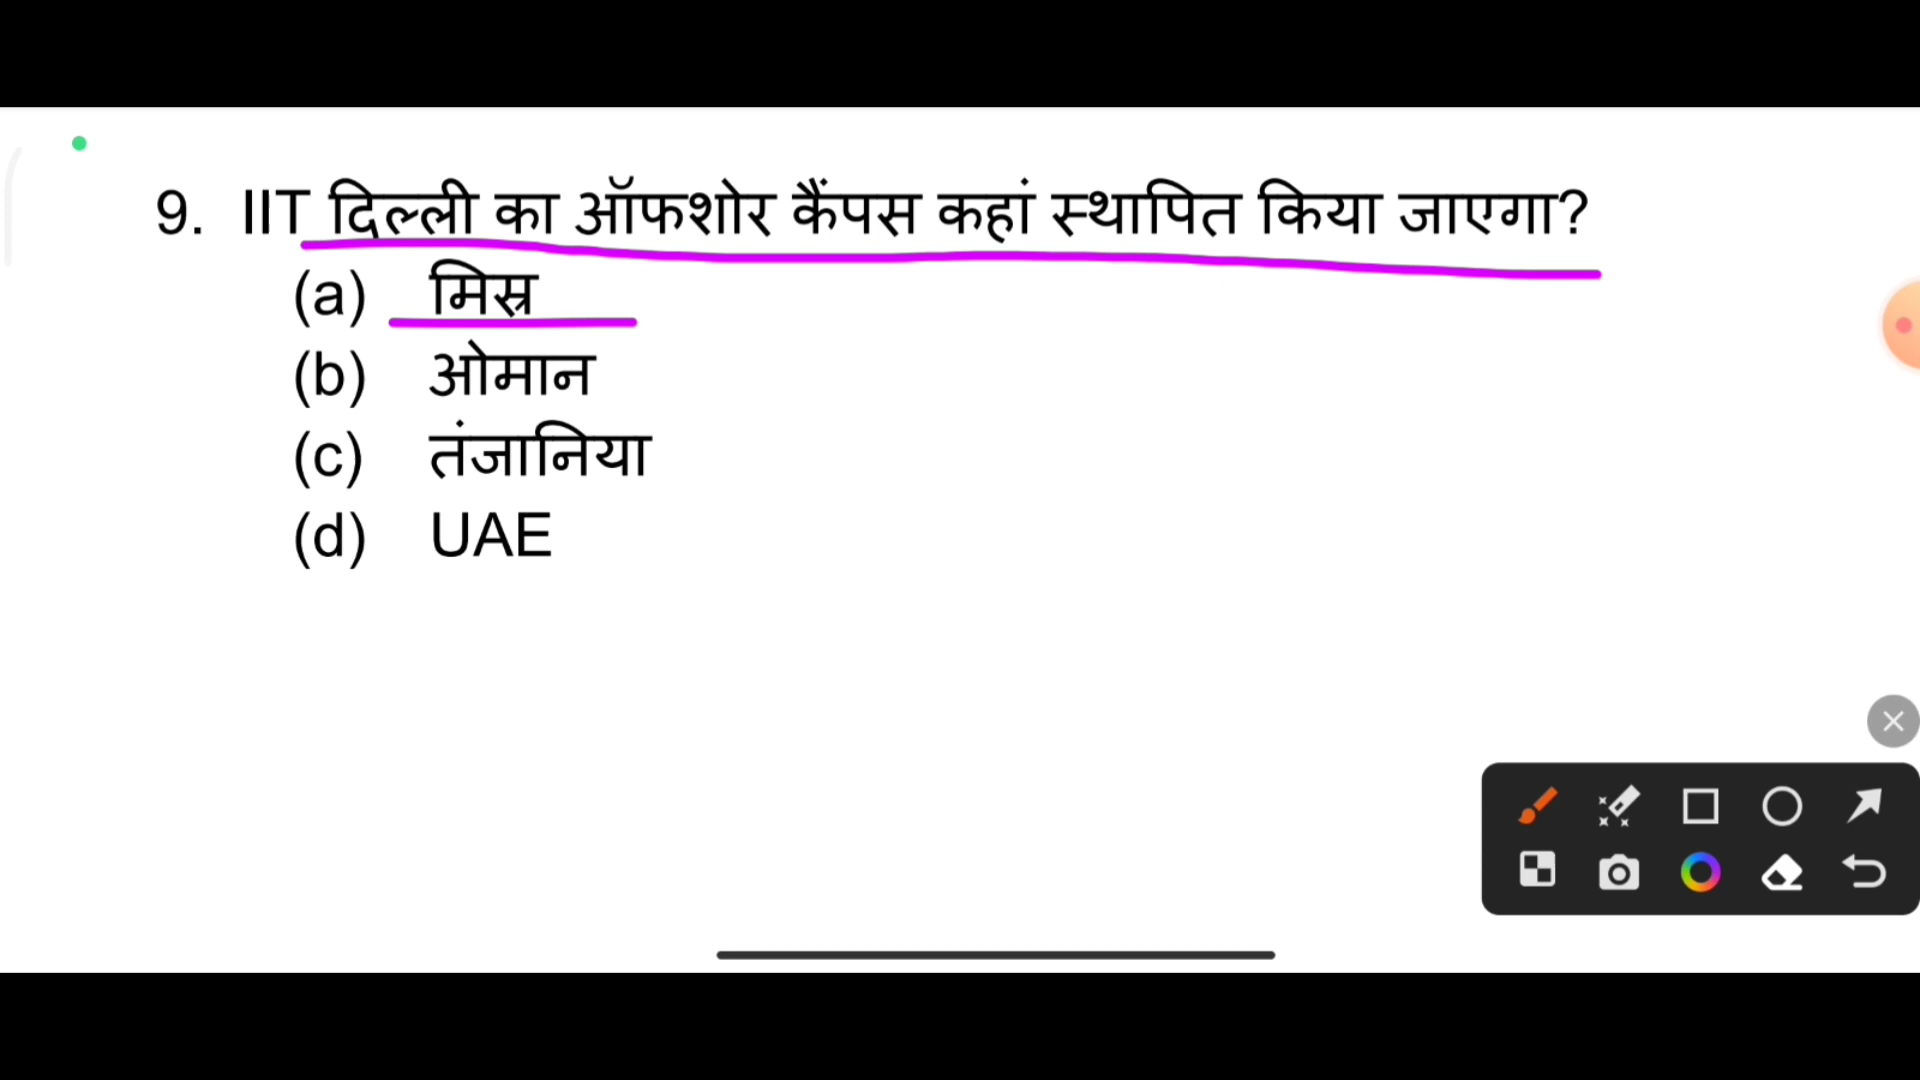 9. IIT दिल्ली का ऑफशोर कैंपस कहां स्थापित किया जाएगा?
(a) मिस्र
(b) ओमान
(c) तंजानिया
(d) UAE